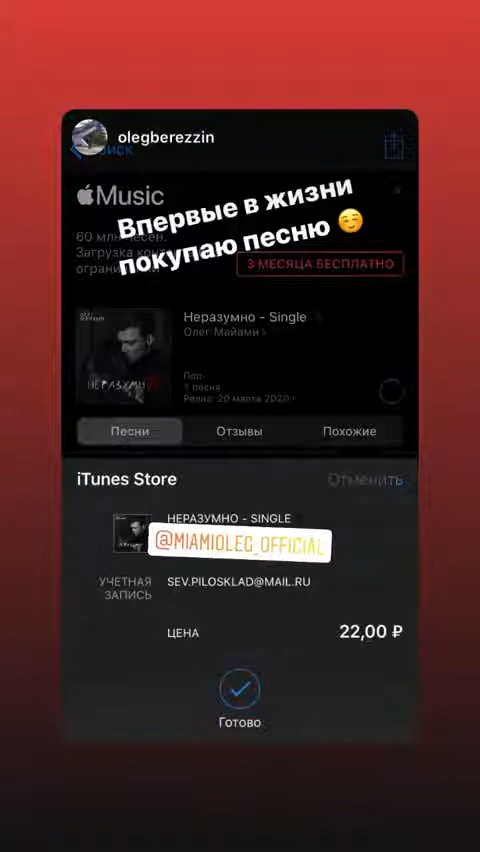 olegberezzin
Music
Впервые в жизни
покупаю песню ☺️
60 млн песен.
Загрузка
3 МЕСЯЦА БЕСПЛАТНО
Неразумно - Single
Олег Майами ›
Поп
1 песня
20 марта 2020 г
НЕРАЗУМНО
Песни
Отзывы
Похожие
iTunes Store
Отменить
НЕРАЗУМНО - SINGLE
@MIAMIOLEG_OFFICIAL
УЧЕТНАЯ
ЗАПИСЬ
SEV.PILOSKLAD@MAIL.RU
ЦЕНА
22,00 ₽
Готово